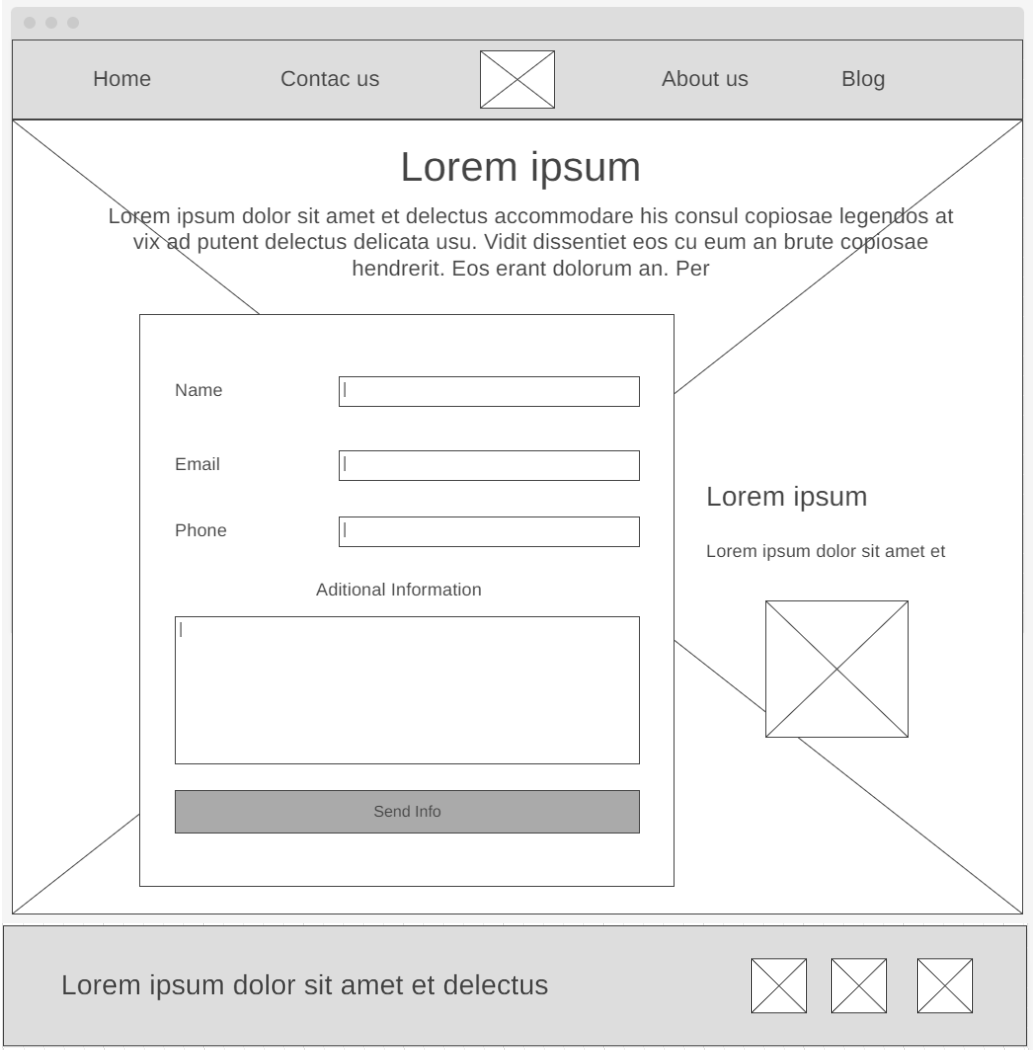 Home Contac us About us Blog
Lorem ipsum
Lorem ipsum dolor sit amet et delectus accommodare his consul copiosae legendos at
vix ad putent delectus delicata usu. Vidit dissentiet eos cu eum an brute copiosae
hendrerit. Eos erant dolorum an. Per
Name
Email
Phone
Aditional Information
Send Info
Lorem ipsum
Lorem ipsum dolor sit amet et
Lorem ipsum dolor sit amet et delectus